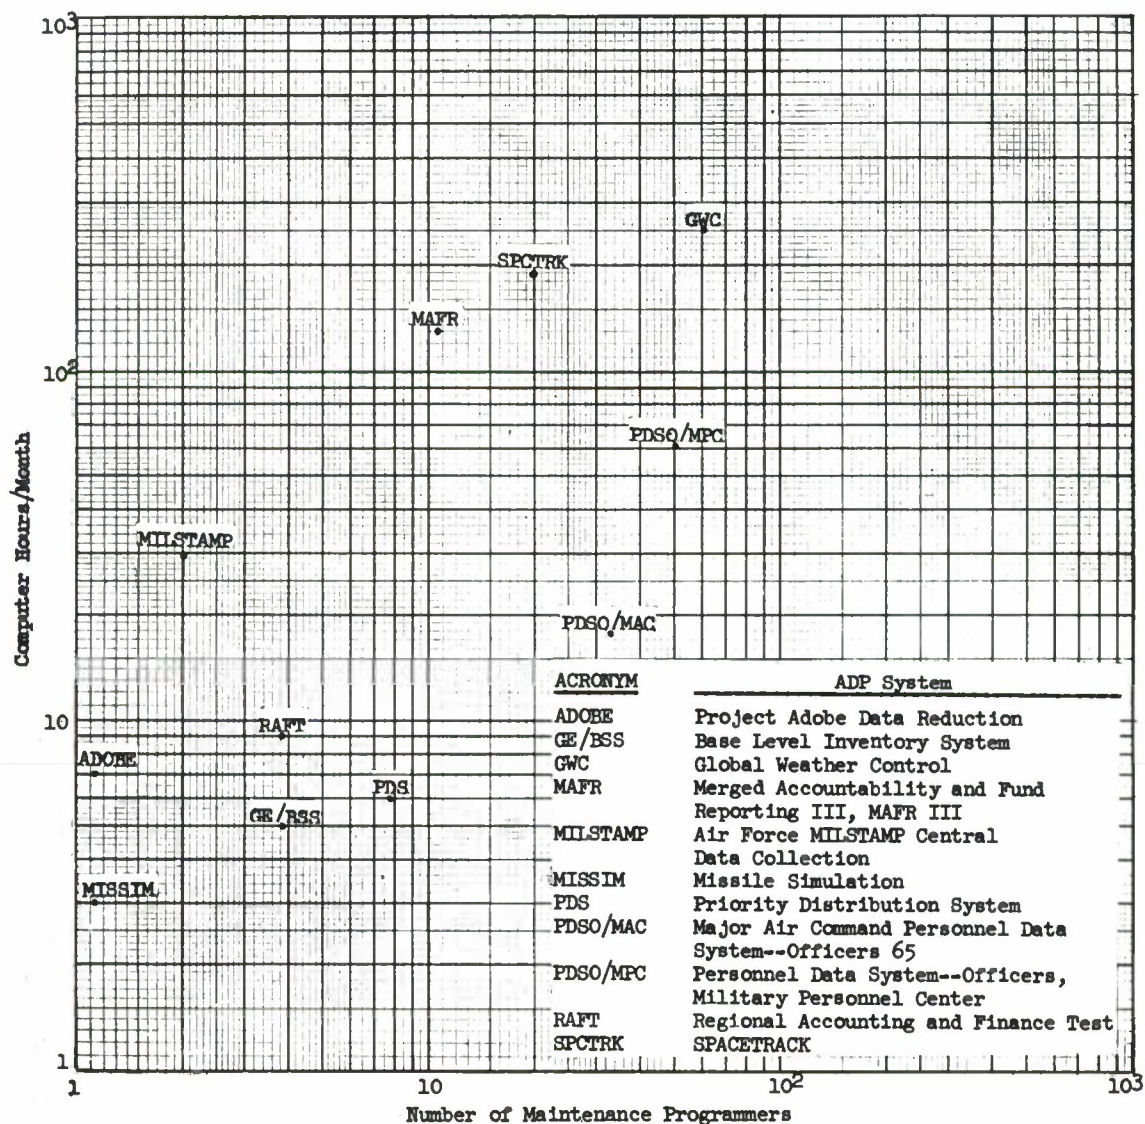 10³
GWC
SPCTRK
MAFR
10²
PDSO/MPC
Computer Hours/Month
MILSTAMP
PDSO/MAC
ACRONYM ADP System
10 RAFT ADOBE Project Adobe Data Reduction
GE/BSS Base Level Inventory System
ADOBE GWC Global Weather Control
PDS MAFR Merged Accountability and Fund
Reporting III, MAFR III
GE/BSS MILSTAMP Air Force MILSTAMP Central
Data Collection
MISSIM MISSIM Missile Simulation
PDS Priority Distribution System
PDSO/MAC Major Air Command Personnel Data
System--Officers 65
PDSO/MPC Personnel Data System--Officers,
Military Personnel Center
RAFT Regional Accounting and Finance Test
SPCTRK SPACETRACK
1
1 10 10² 10³
Number of Maintenance Programmers